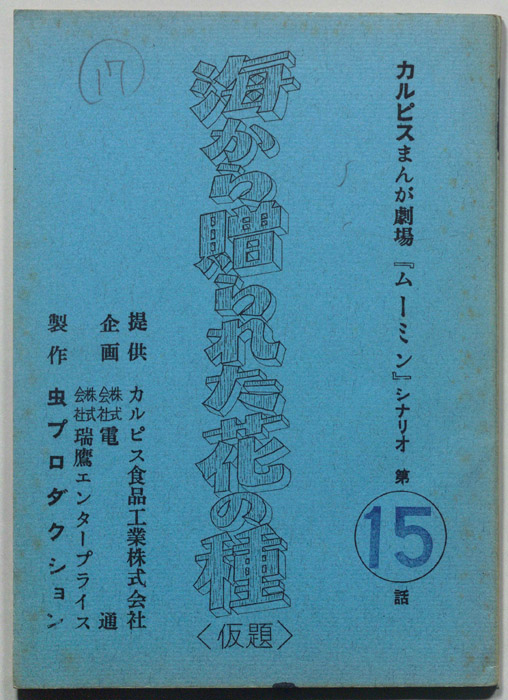 カルピスまんが劇場『ムーミン』シナリオ 第15話
海から贈られた花の種
〈仮題〉
17
提供 カルピス食品工業株式会社
企画 株式会社電通
株式会社瑞鷹エンタープライス
製作 虫プロダクション